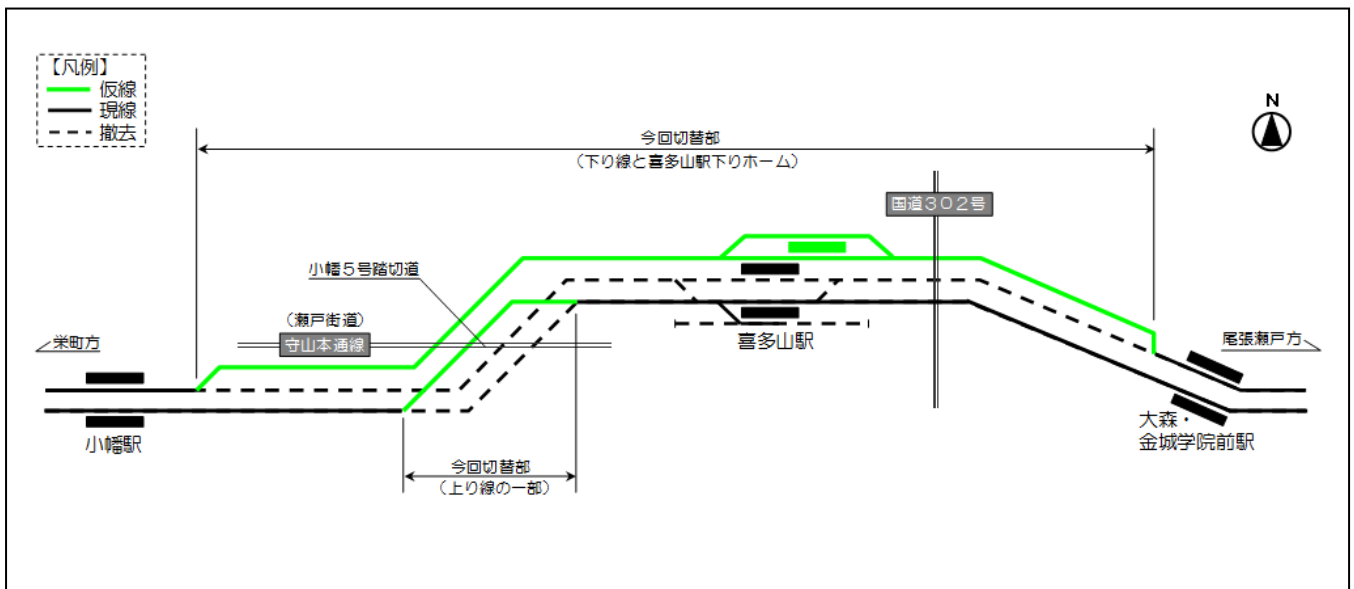 【凡例】
仮線
現線
撤去
N
今回切替部
（下り線と喜多山駅下りホーム）
国道３０２号
小幡５号踏切道
（瀬戸街道）
守山本通線
栄町方
喜多山駅
尾張瀬戸方
小幡駅
大森・
金城学院前駅
今回切替部
（上り線の一部）